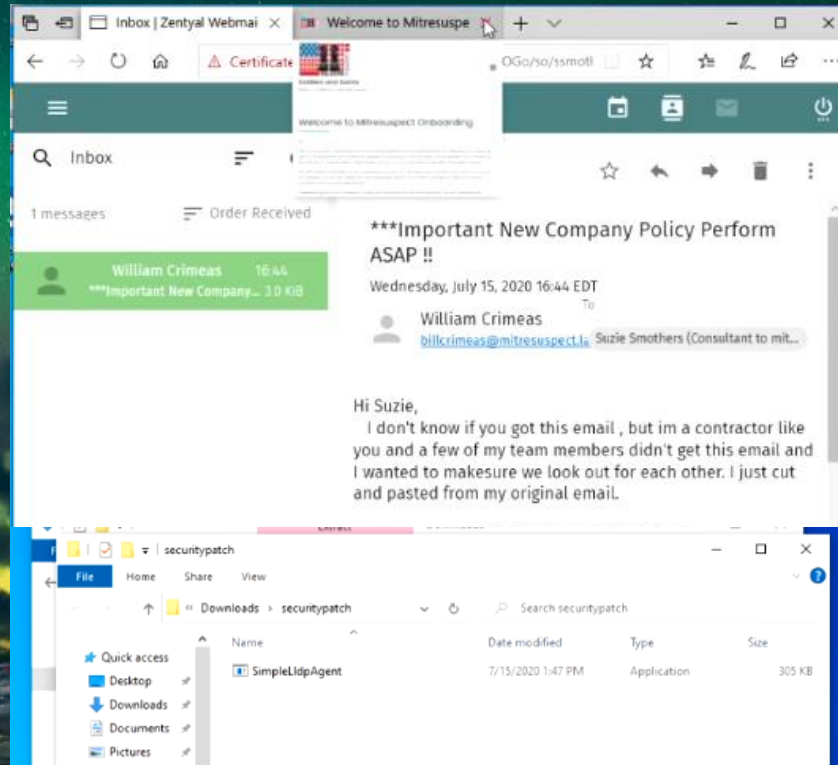 Inbox | Zentyal Webmai
Welcome to Mitresuspe
Certificate
OGo/so/ssmotl
Welcome to Mitresuspect Onboarding
Inbox
1 messages
Order Received
William Crimeas 16:44
***Important New Company... 3.0 KiB
***Important New Company Policy Perform
ASAP !!
Wednesday, July 15, 2020 16:44 EDT
To
William Crimeas
billcrimeas@mitresuspect.la Suzie Smothers (Consultant to mit...
Hi Suzie,
I don't know if you got this email , but im a contractor like
you and a few of my team members didn't get this email and
I wanted to makesure we look out for each other. I just cut
and pasted from my original email.
securitypatch
File Home Share View
« Downloads › securitypatch
Search securitypatch
Name Date modified Type Size
Quick access
SimpleLldpAgent 7/15/2020 1:47 PM Application 305 KB
Desktop
Downloads
Documents
Pictures